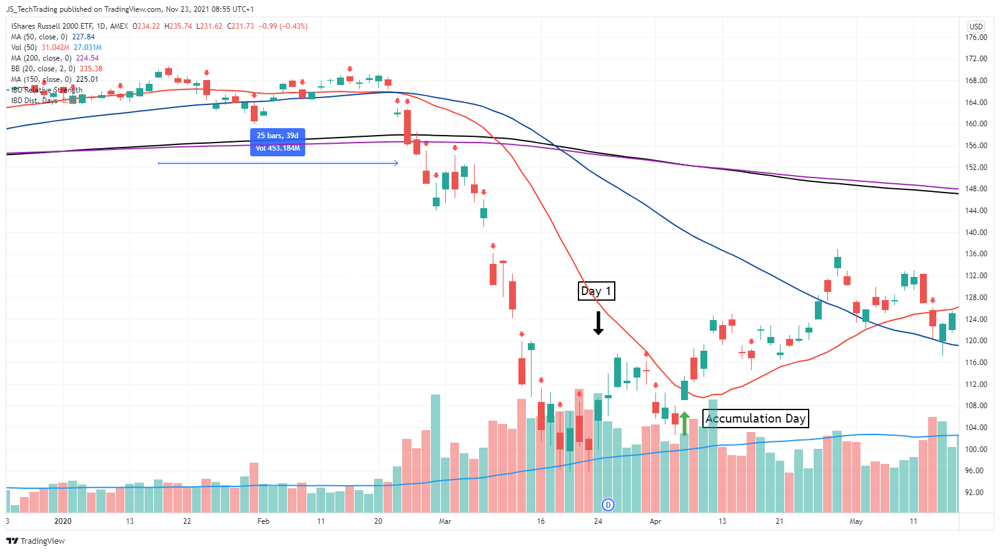 JS_TechTrading published on TradingView.com, Nov 23, 2021 08:55 UTC+1
iShares Russell 2000 ETF, 1D, AMEX O234.22 H235.74 L231.62 C231.73 −0.99 (−0.43%)
MA (50, close, 0) 227.84
Vol (50) 31.042M 27.031M
MA (200, close, 0) 224.54
BB (20, close, 2, 0) 235.38
MA (150, close, 0) 225.01
IBD Relative Strength
IBD Dist. Days
USD
176.00
172.00
168.00
164.00
160.00
156.00
152.00
148.00
144.00
140.00
136.00
132.00
128.00
124.00
120.00
116.00
112.00
108.00
104.00
100.00
96.00
92.00
25 bars, 39d
Vol 453.184M
Day 1
Accumulation Day
D
3 2020 13 22 Feb 11 20 Mar 16 24 Apr 13 21 May 11
TradingView